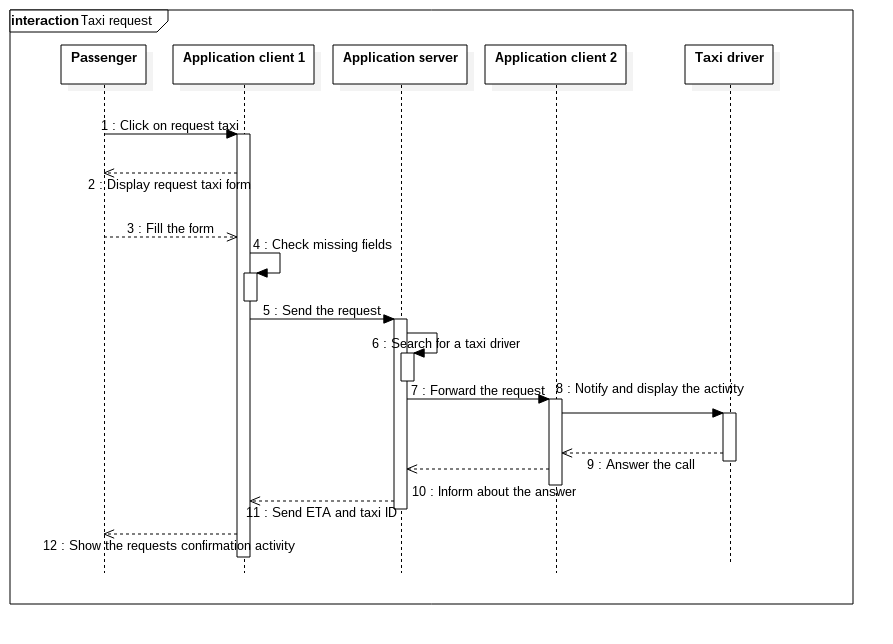 interaction Taxi request
Passenger
Application client 1
Application server
Application client 2
Taxi driver
1 : Click on request taxi
2 : Display request taxi form
3 : Fill the form
4 : Check missing fields
5 : Send the request
6 : Search for a taxi driver
7 : Forward the request
8 : Notify and display the activity
9 : Answer the call
10 : Inform about the answer
11 : Send ETA and taxi ID
12 : Show the requests confirmation activity